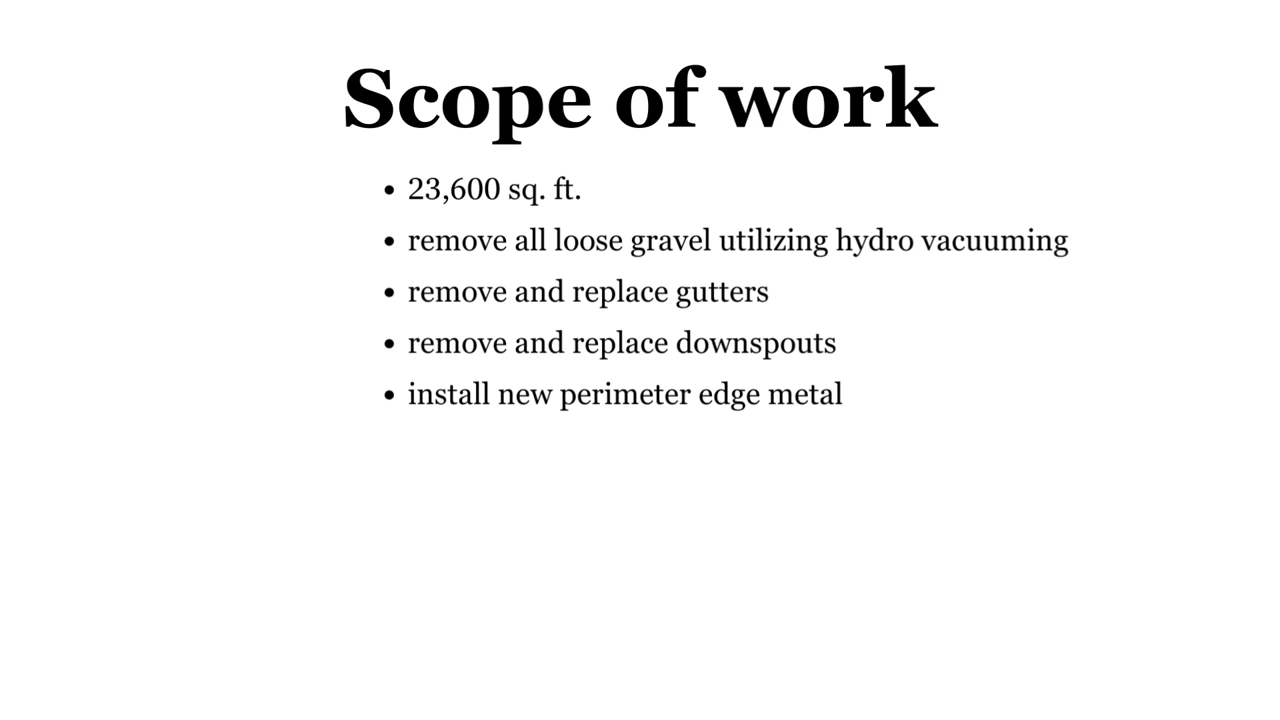 Scope of work
• 23,600 sq. ft.
• remove all loose gravel utilizing hydro vacuuming
• remove and replace gutters
• remove and replace downspouts
• install new perimeter edge metal